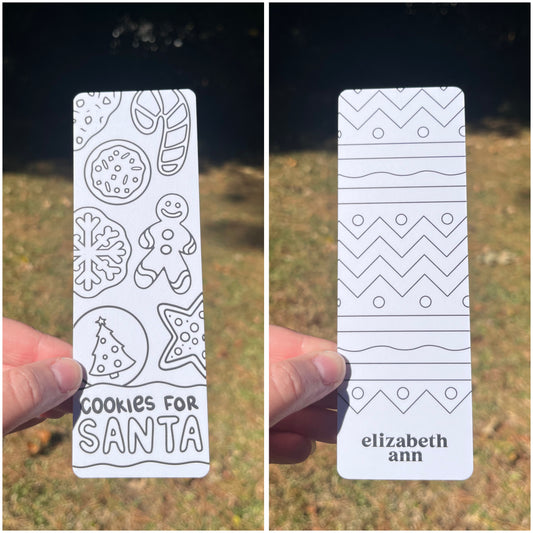 COOKIES FOR
SANTA
elizabeth
ann